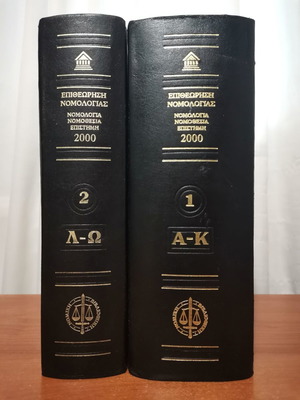 ΕΠΙΘΕΩΡΗΣΗ
ΝΟΜΟΛΟΓΙΑΣ
ΝΟΜΟΛΟΓΙΑ
ΝΟΜΟΘΕΣΙΑ
ΕΠΙΣΤΗΜΗ
2000
2
Λ-Ω
ΕΠΙΘΕΩΡΗΣΗ
ΝΟΜΟΛΟΓΙΑΣ
ΝΟΜΟΛΟΓΙΑ
ΝΟΜΟΘΕΣΙΑ
ΕΠΙΣΤΗΜΗ
2000
1
Α-Κ